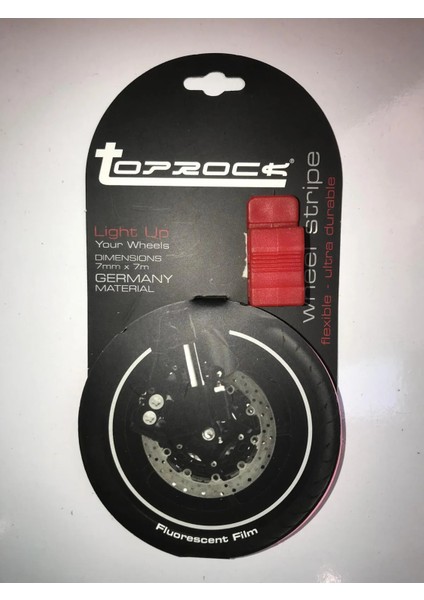 TOPROCK®
Light Up
Your Wheels
DIMENSIONS
7mm x 7m
GERMANY
MATERIAL
wheel stripe
flexible - ultra durable
Fluorescent Film